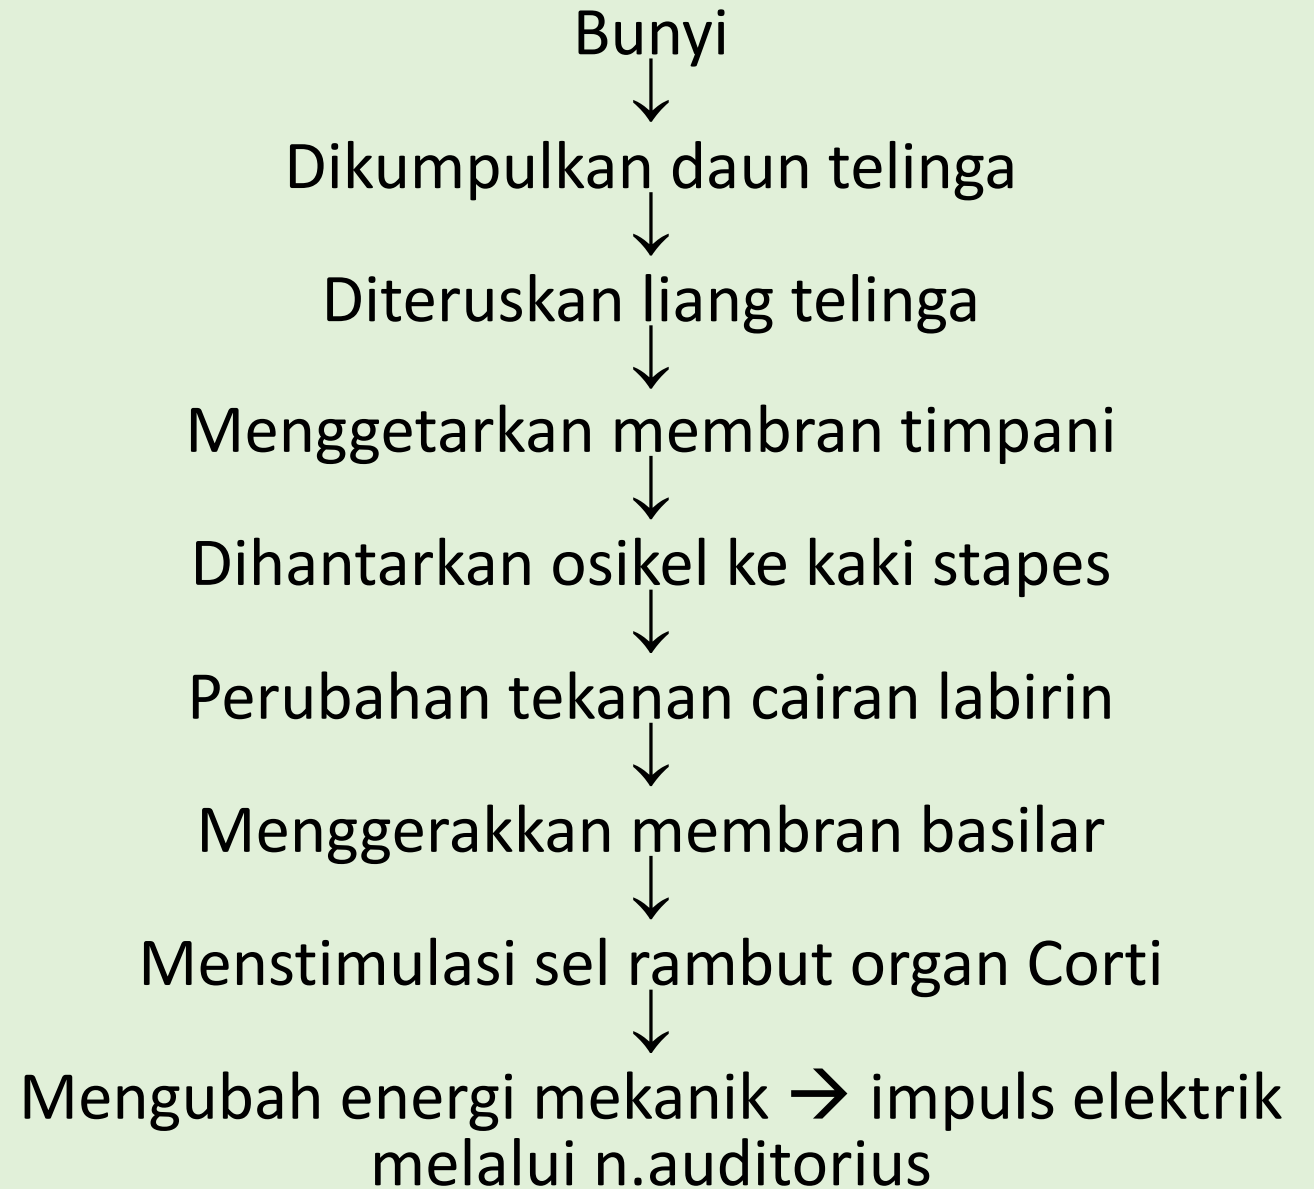 Bunyi
↓
Dikumpulkan daun telinga
↓
Diteruskan liang telinga
↓
Menggetarkan membran timpani
↓
Dihantarkan osikel ke kaki stapes
↓
Perubahan tekanan cairan labirin
↓
Menggerakkan membran basilar
↓
Menstimulasi sel rambut organ Corti
↓
Mengubah energi mekanik → impuls elektrik
melalui n.auditorius